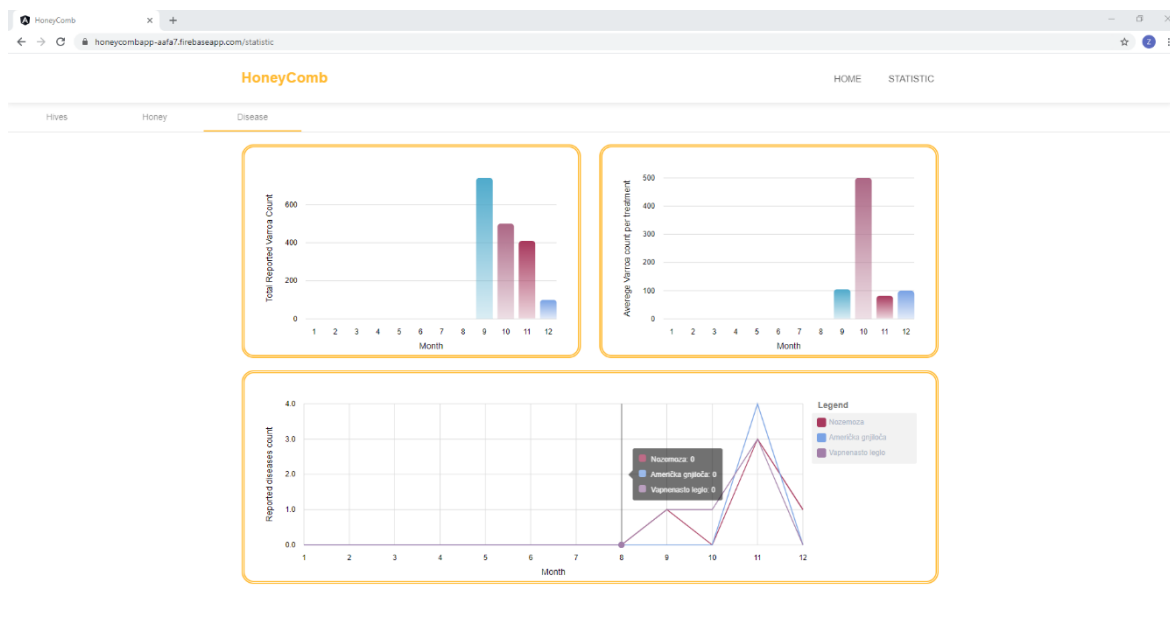 HoneyComb
honeycombapp-aafa7.firebaseapp.com/statistic
Z
HoneyComb
HOME STATISTIC
Hives Honey Disease
Total Reported Varroa Count
600
400
200
0
1 2 3 4 5 6 7 8 9 10 11 12
Month
Averege Varroa count per treatment
500
400
300
200
100
0
1 2 3 4 5 6 7 8 9 10 11 12
Month
Reported diseases count
4.0
3.0
2.0
1.0
0.0
1 2 3 4 5 6 7 8 9 10 11 12
Month
Nozemoza: 0
Američka gnjiloča: 0
Vapnenasto leglo: 0
Legend
Nozemoza
Američka gnjiloča
Vapnenasto leglo